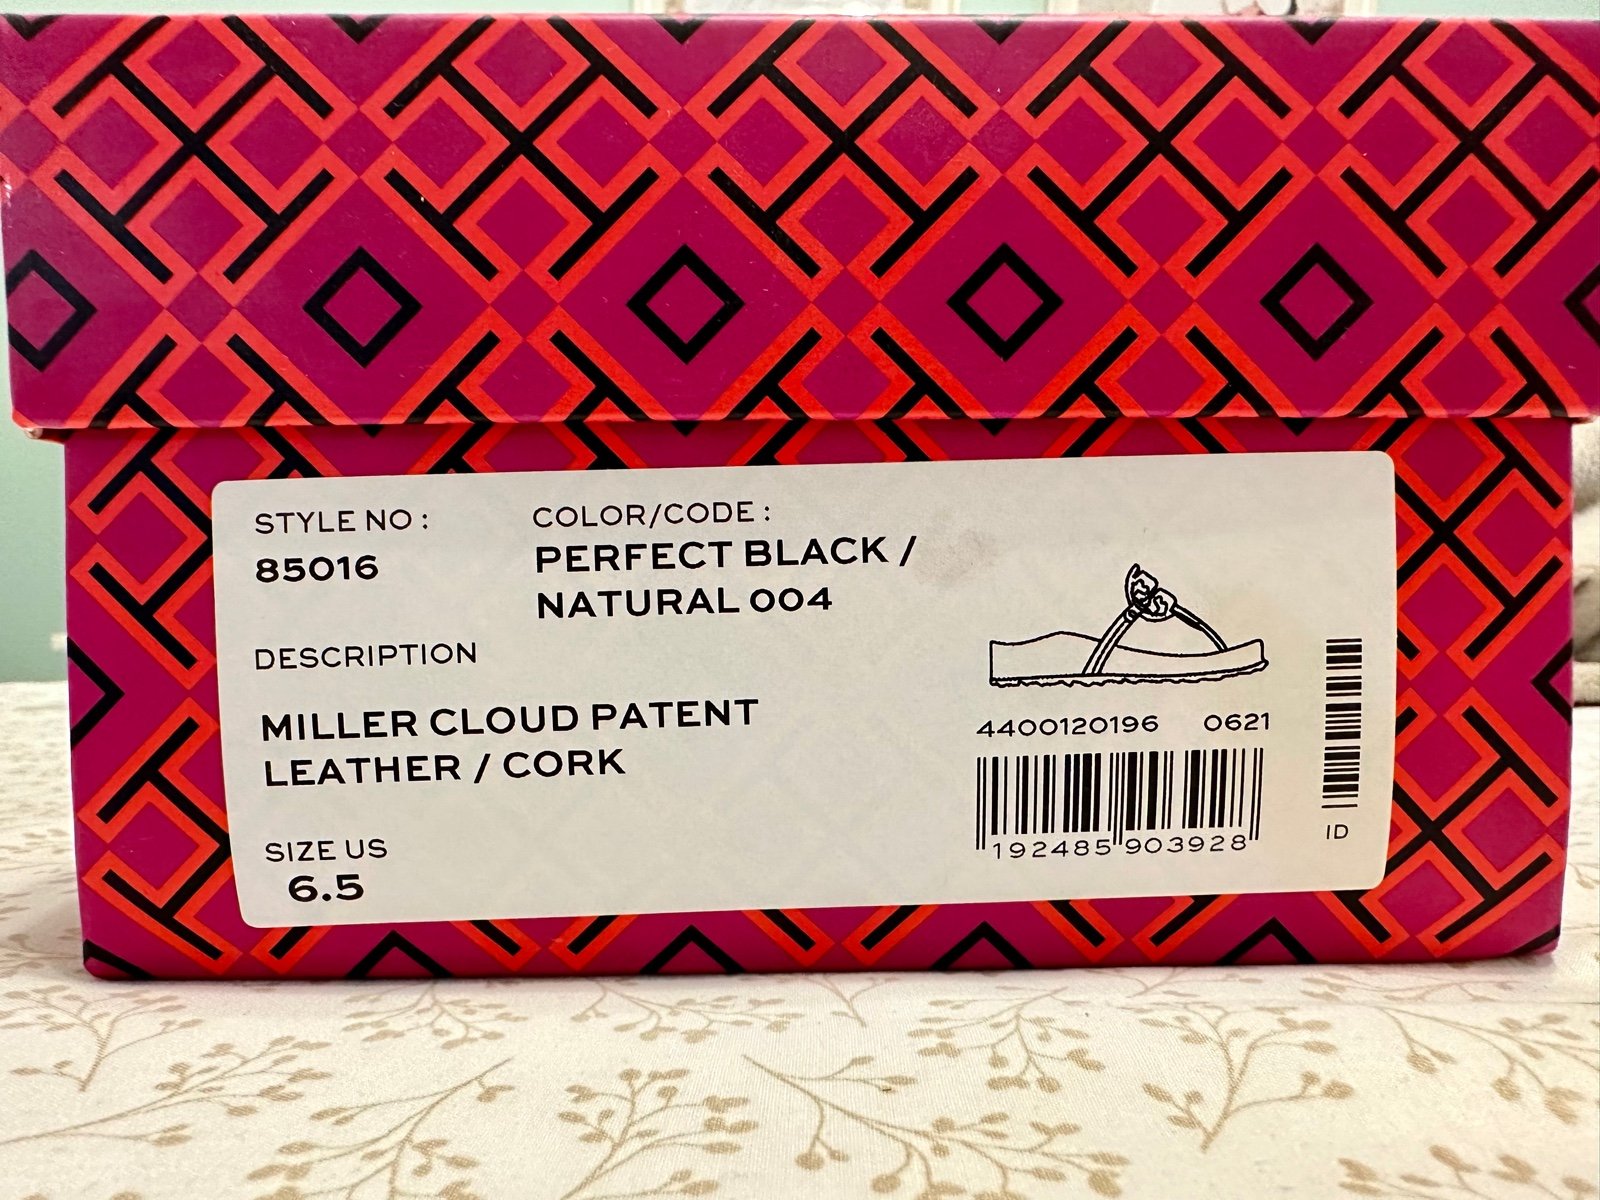 STYLE NO :
85016
COLOR/CODE :
PERFECT BLACK /
NATURAL 004
DESCRIPTION
MILLER CLOUD PATENT
LEATHER / CORK
SIZE US
6.5
4400120196 0621
192485 903928
ID